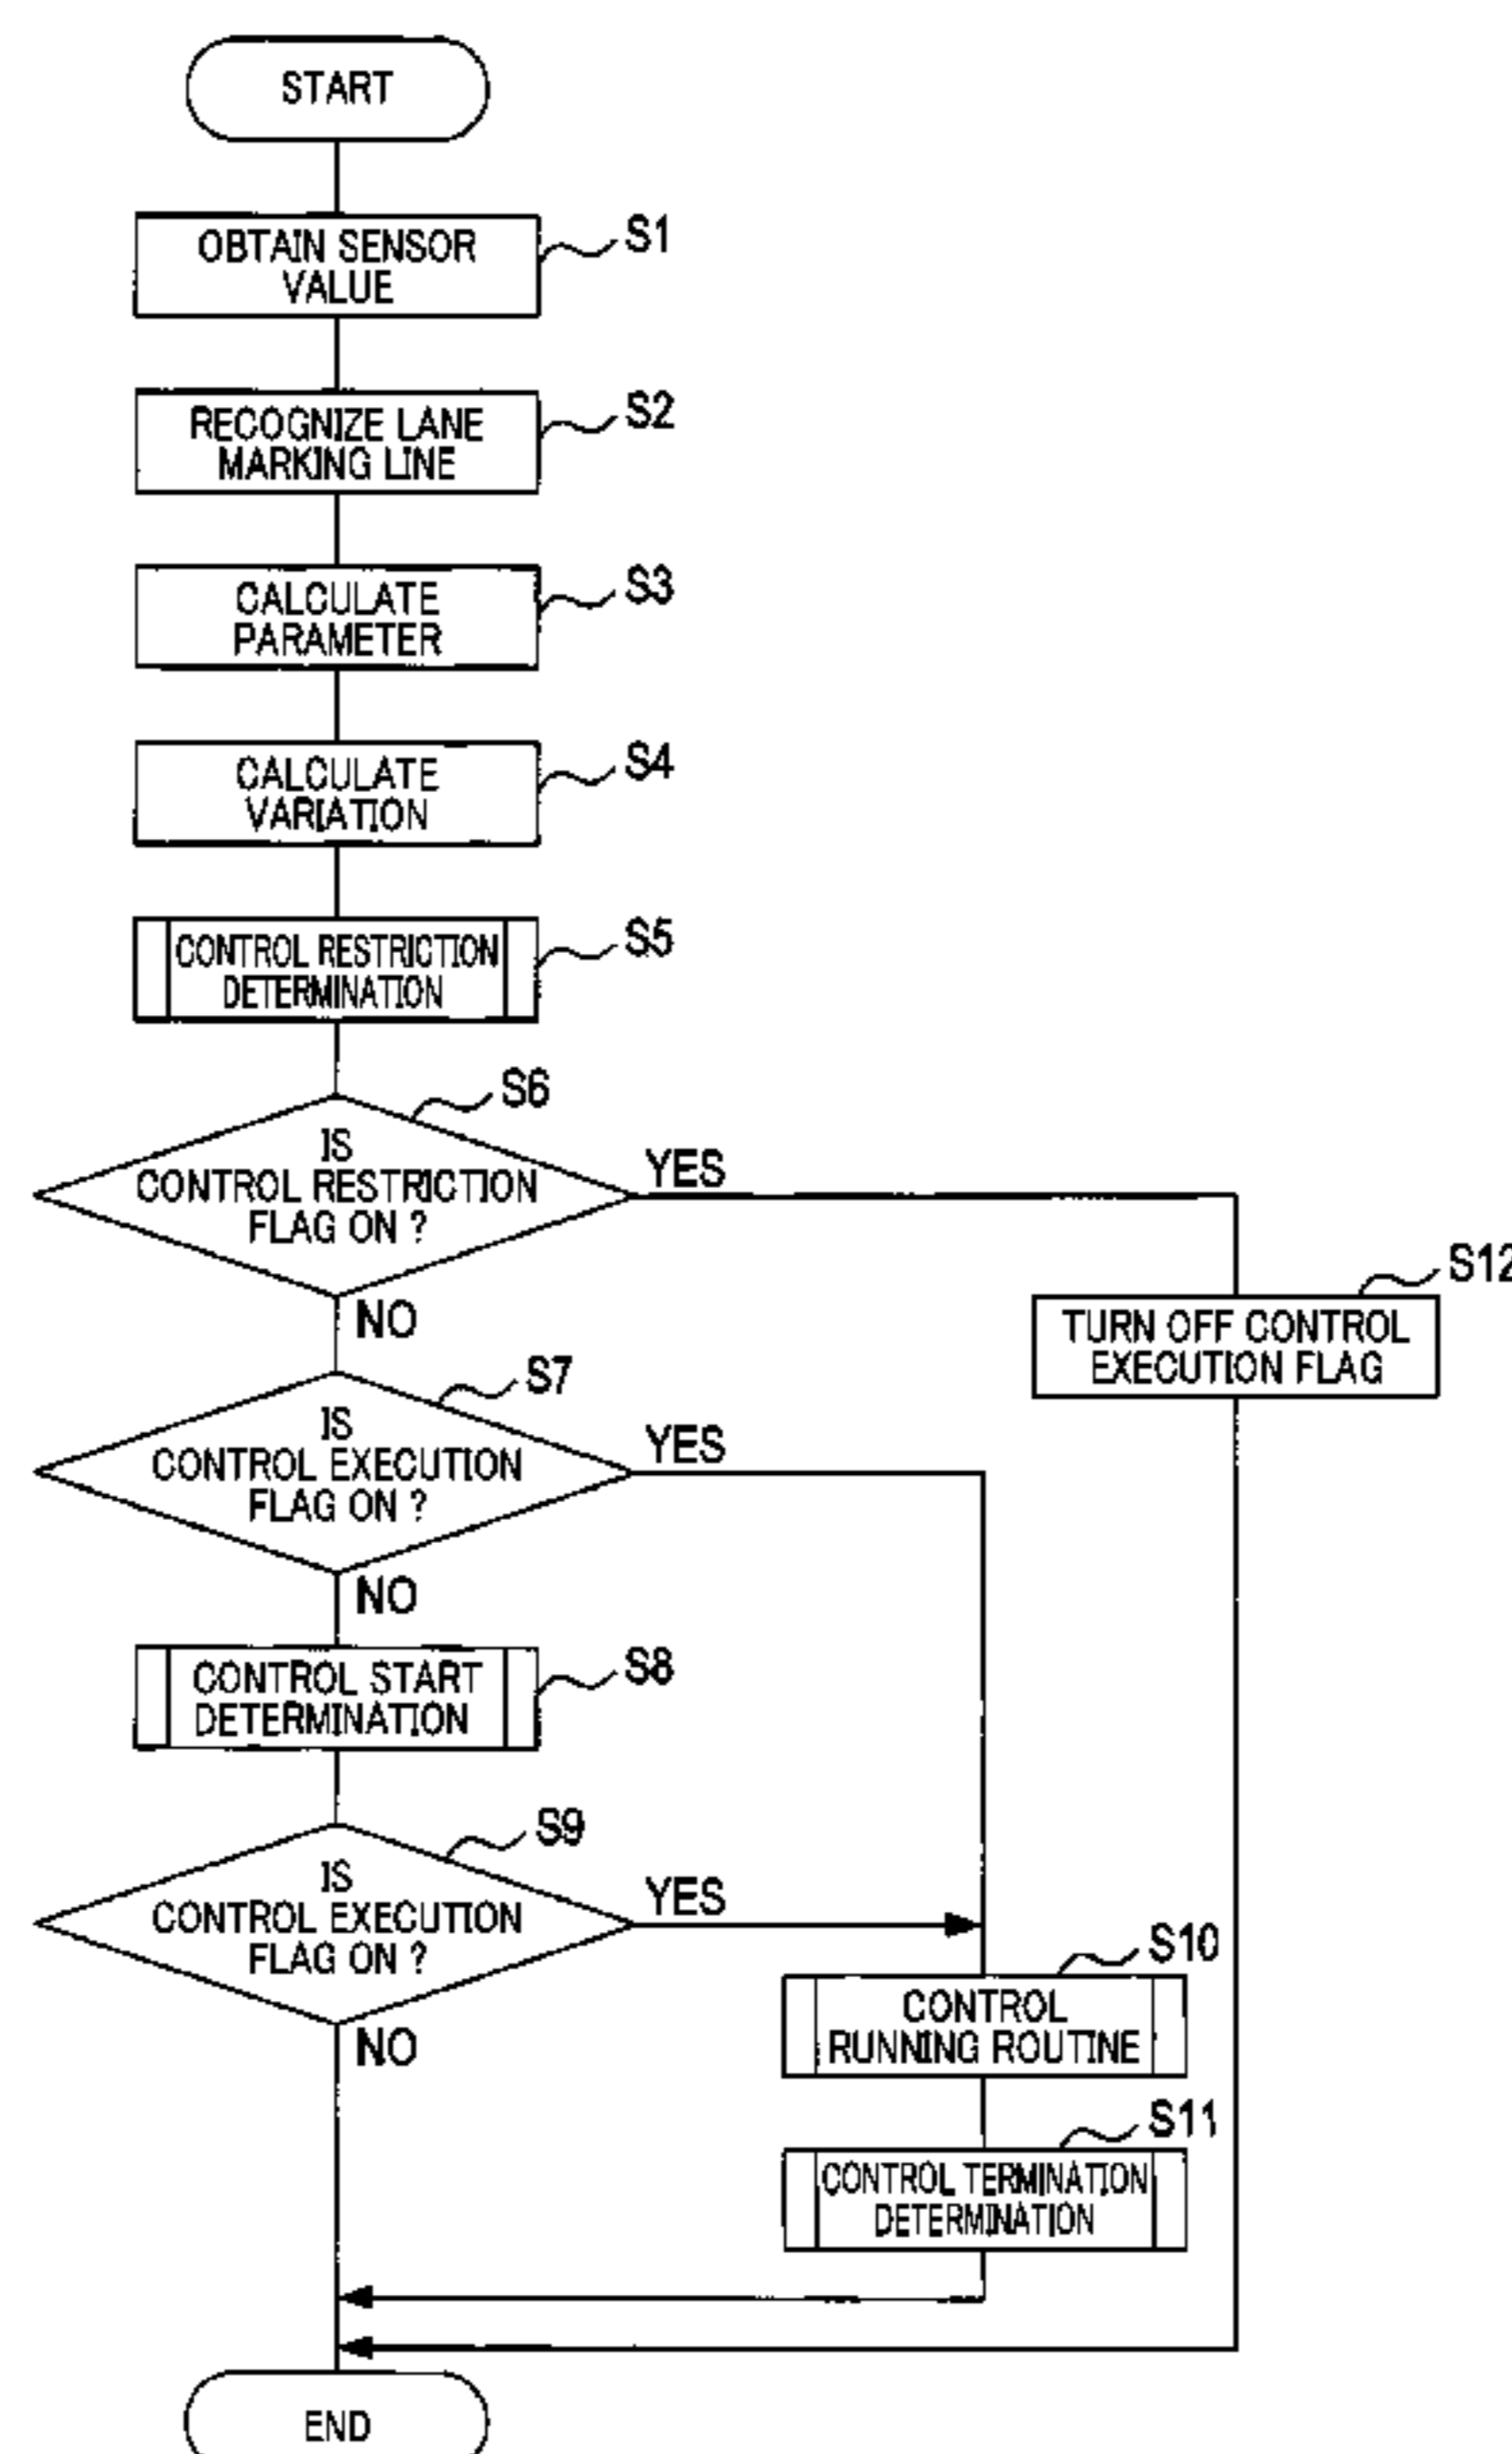 START
OBTAIN SENSOR
VALUE
S1
RECOGNIZE LANE
MARKING LINE
S2
CALCULATE
PARAMETER
S3
CALCULATE
VARIATION
S4
CONTROL RESTRICTION
DETERMINATION
S5
S6
IS
CONTROL RESTRICTION
FLAG ON ?
YES
NO
S12
TURN OFF CONTROL
EXECUTION FLAG
S7
IS
CONTROL EXECUTION
FLAG ON ?
YES
NO
CONTROL START
DETERMINATION
S8
S9
IS
CONTROL EXECUTION
FLAG ON ?
YES
NO
S10
CONTROL
RUNNING ROUTINE
S11
CONTROL TERMINATION
DETERMINATION
END